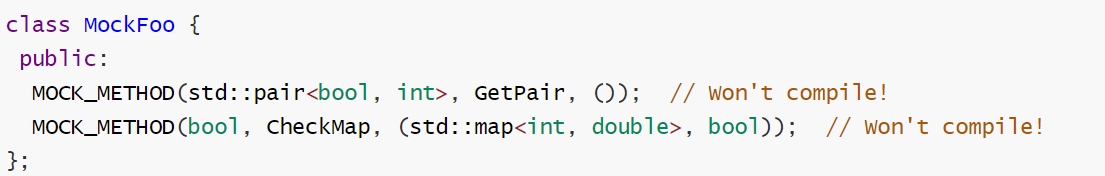 class MockFoo {
 public:
  MOCK_METHOD(std::pair<bool, int>, GetPair, ());  // Won't compile!
  MOCK_METHOD(bool, CheckMap, (std::map<int, double>, bool));  // Won't compile!
};